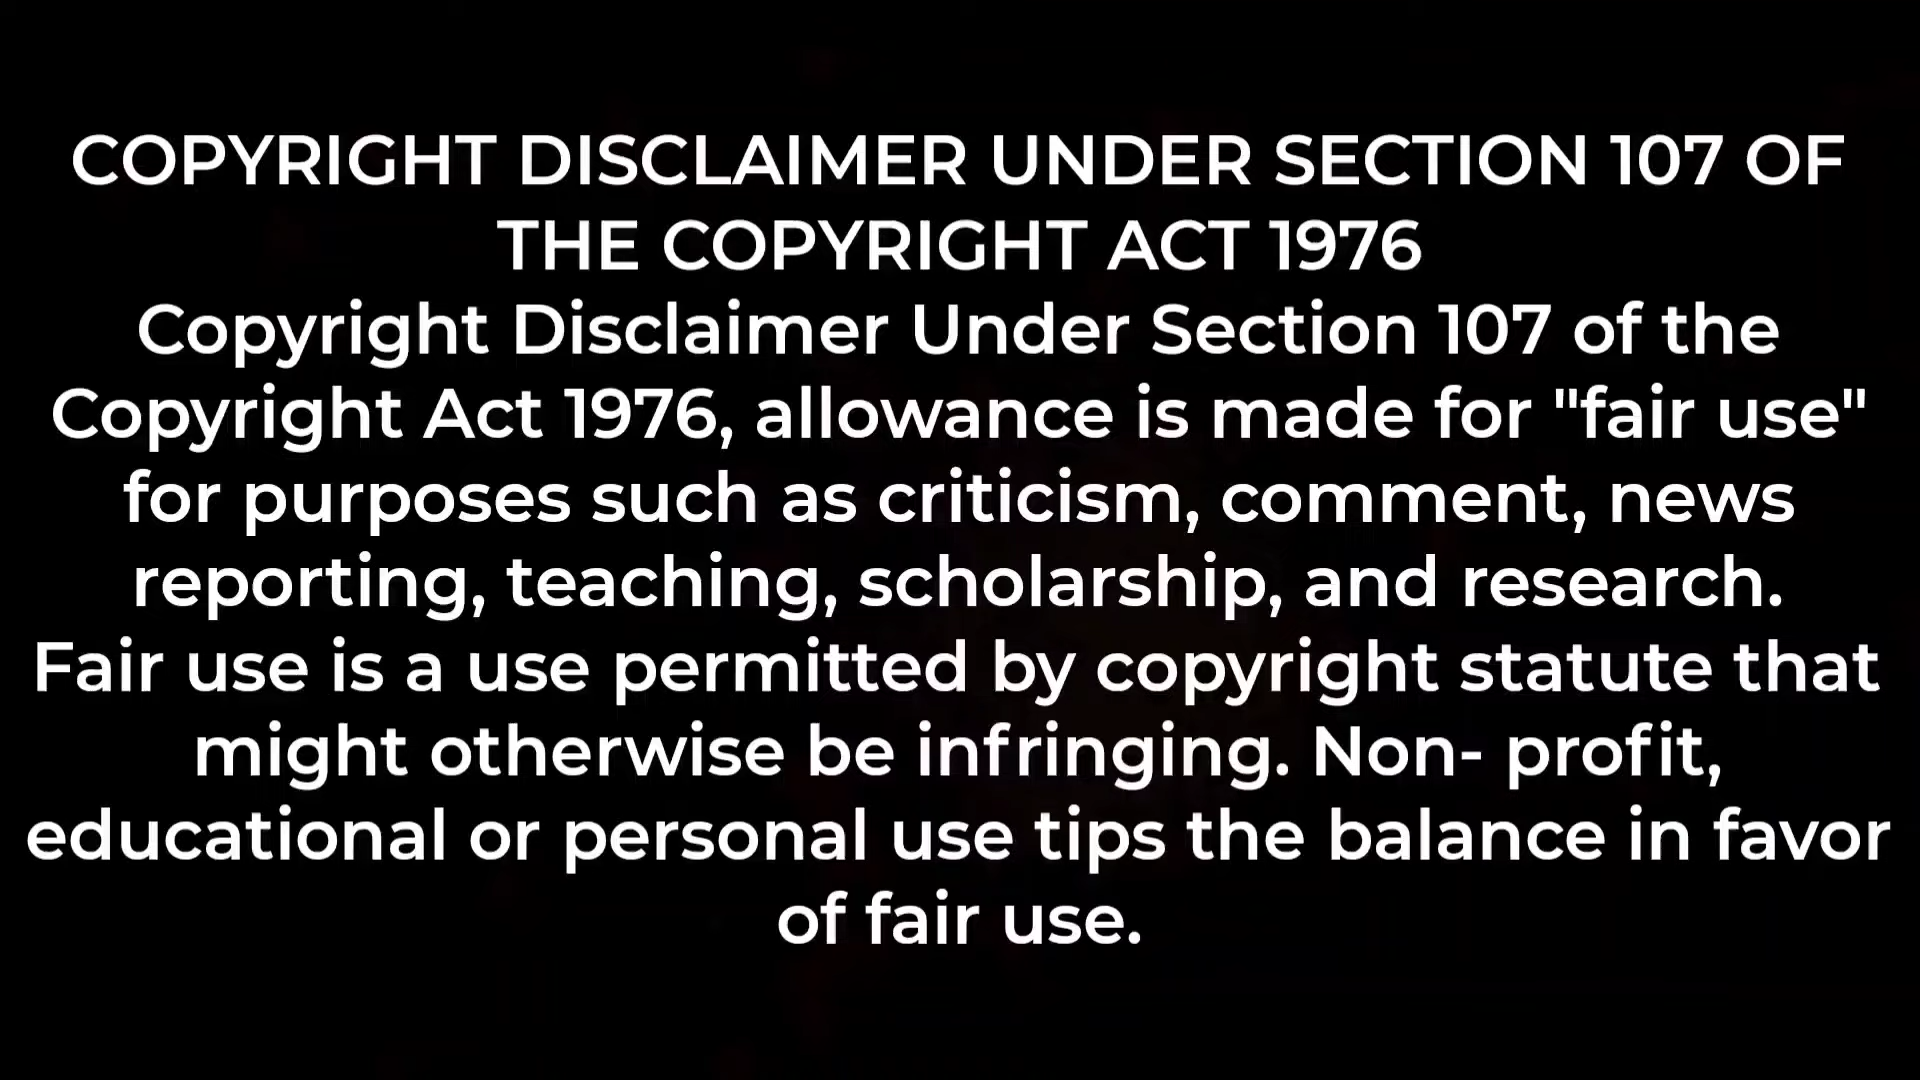 COPYRIGHT DISCLAIMER UNDER SECTION 107 OF
THE COPYRIGHT ACT 1976
Copyright Disclaimer Under Section 107 of the
Copyright Act 1976, allowance is made for "fair use"
for purposes such as criticism, comment, news
reporting, teaching, scholarship, and research.
Fair use is a use permitted by copyright statute that
might otherwise be infringing. Non- profit,
educational or personal use tips the balance in favor
of fair use.